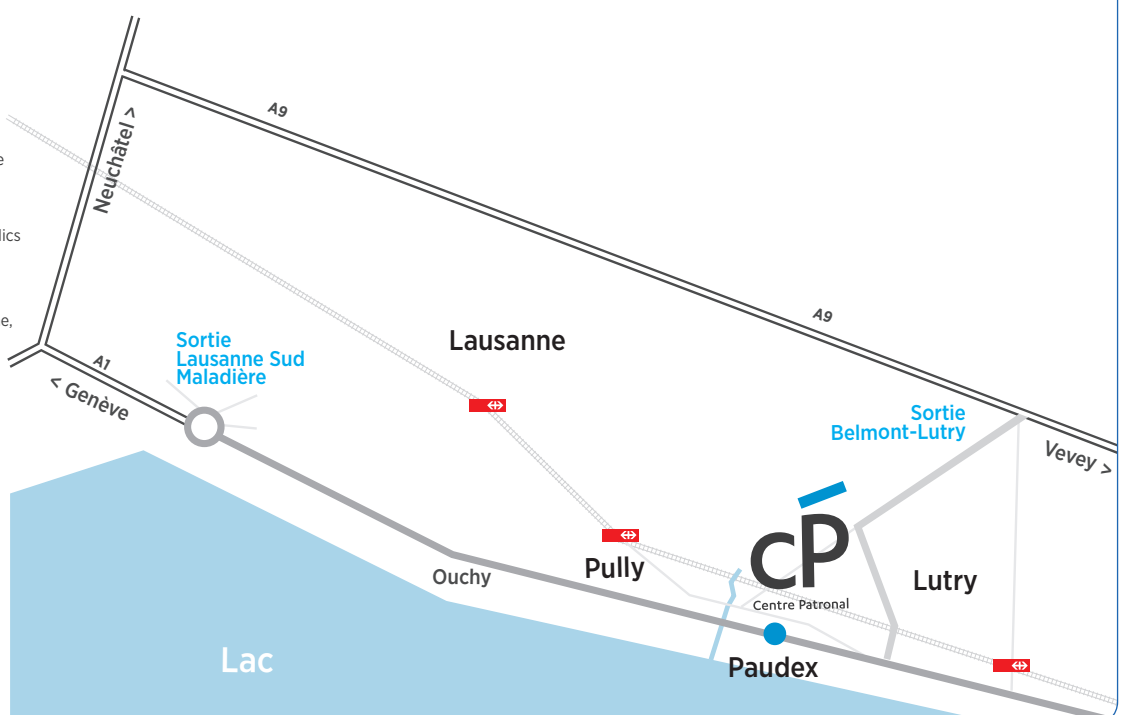 A9
Neuchâtel >
e
lics
e,
A9
Sortie
Lausanne Sud
Maladière
Lausanne
A1
< Genève
Sortie
Belmont-Lutry
Vevey >
cP
Centre Patronal
Pully
Ouchy
Lutry
Lac
Paudex